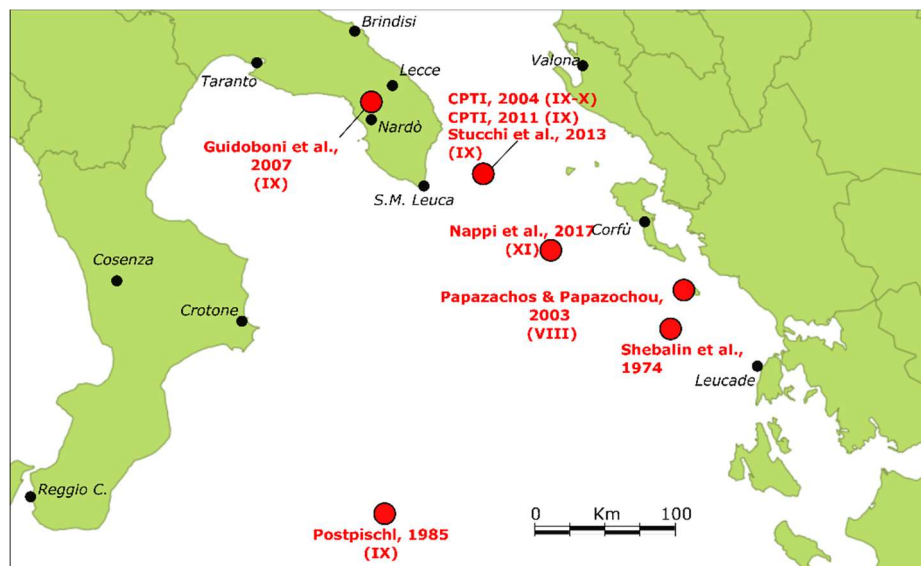 Brindisi
Lecce
Taranto
Valona
CPTI, 2004 (IX-X)
CPTI, 2011 (IX)
Stucchi et al., 2013
(IX)
Nardò
Guidoboni et al.,
2007
(IX)
S.M. Leuca
Nappi et al., 2017
(XI)
Corfù
Cosenza
Crotone
Papazachos & Papazochou,
2003
(VIII)
Shebalin et al.,
1974
Leucade
Reggio C.
Postpischl, 1985
(IX)
0 Km 100